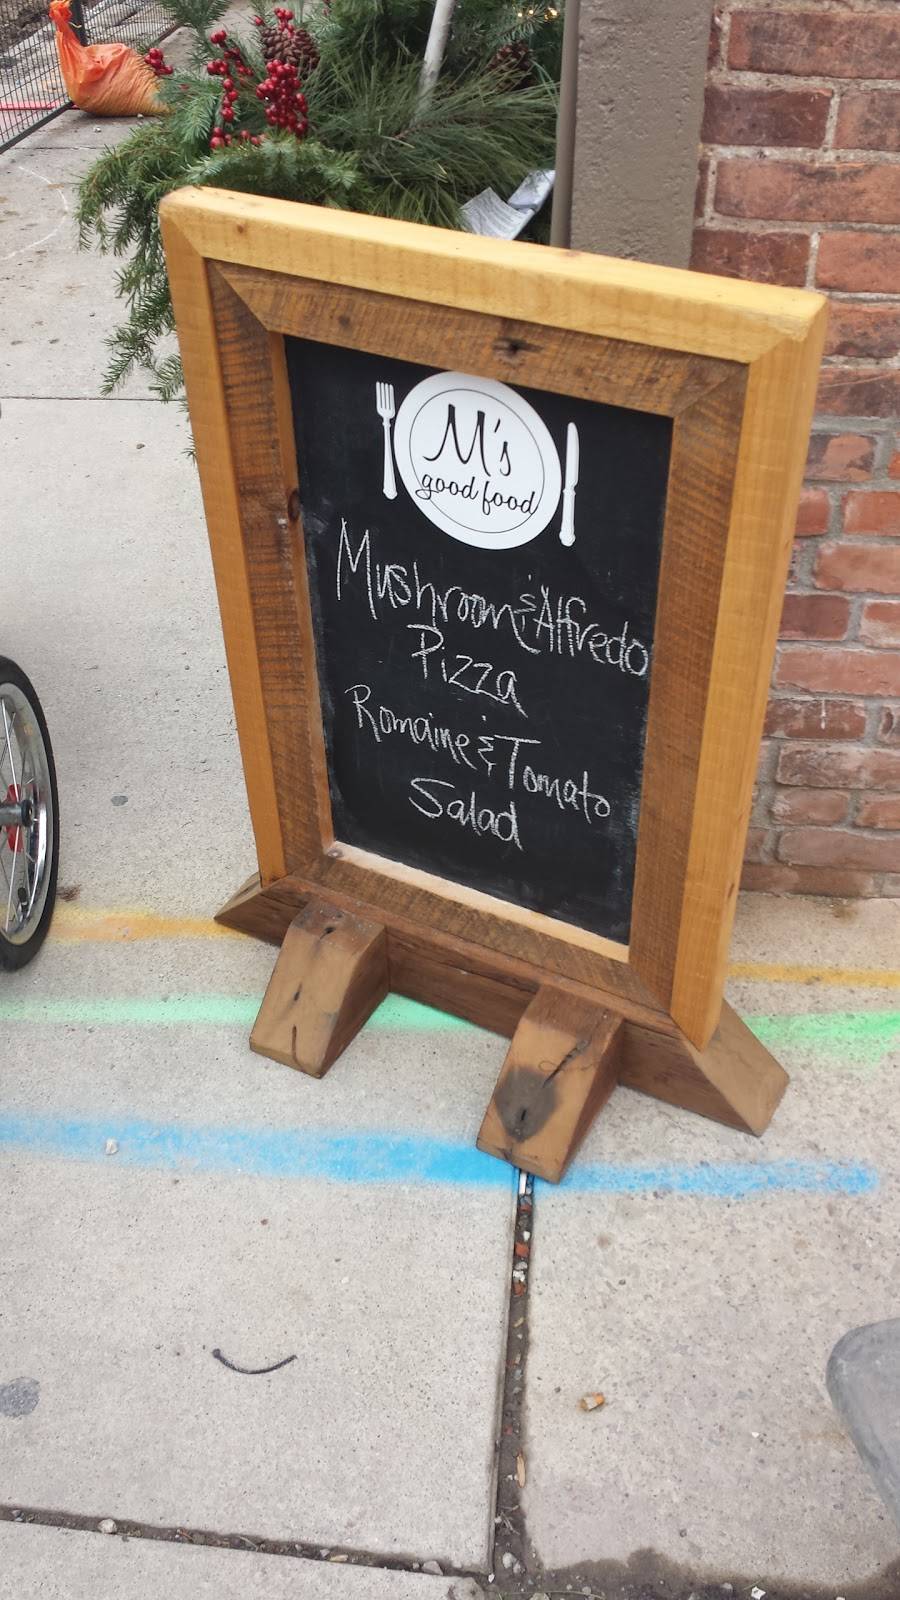 M's
good food
Mushroom & Alfredo
Pizza
Romaine & Tomato
Salad